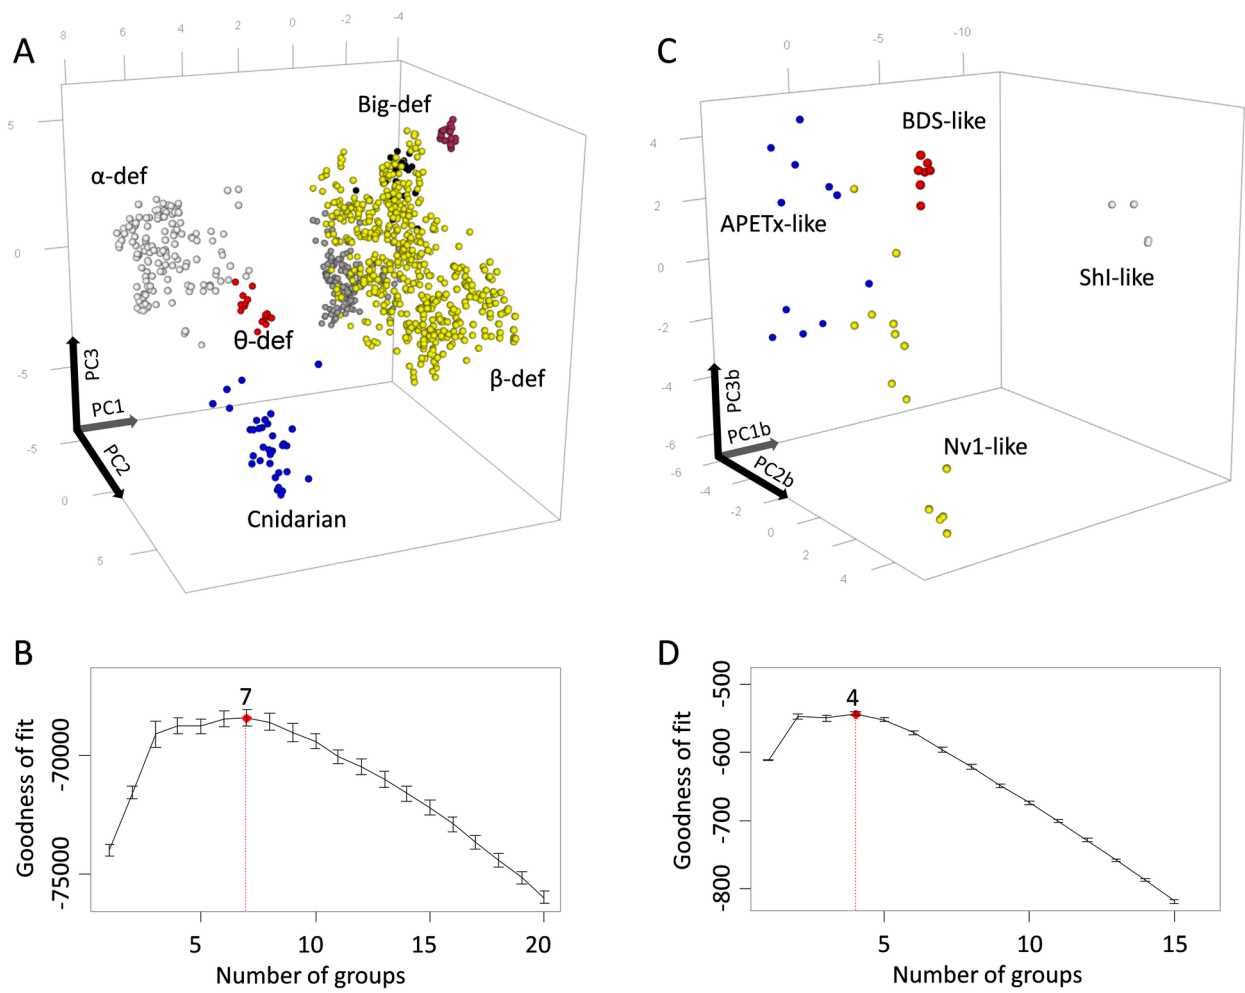 A
8
6
4
2
0
-2
-4
Big-def
α-def
5
0
-5
θ-def
β-def
PC3
PC1
PC2
-5
0
5
Cnidarian
C
0
-5
-10
BDS-like
4
2
0
-2
-4
-6
APETx-like
ShI-like
PC3b
PC1b
PC2b
Nv1-like
-6
-4
-2
0
2
4
B
7
Goodness of fit
-70000
-75000
5
10
15
20
Number of groups
D
4
Goodness of fit
-500
-600
-700
-800
5
10
15
Number of groups